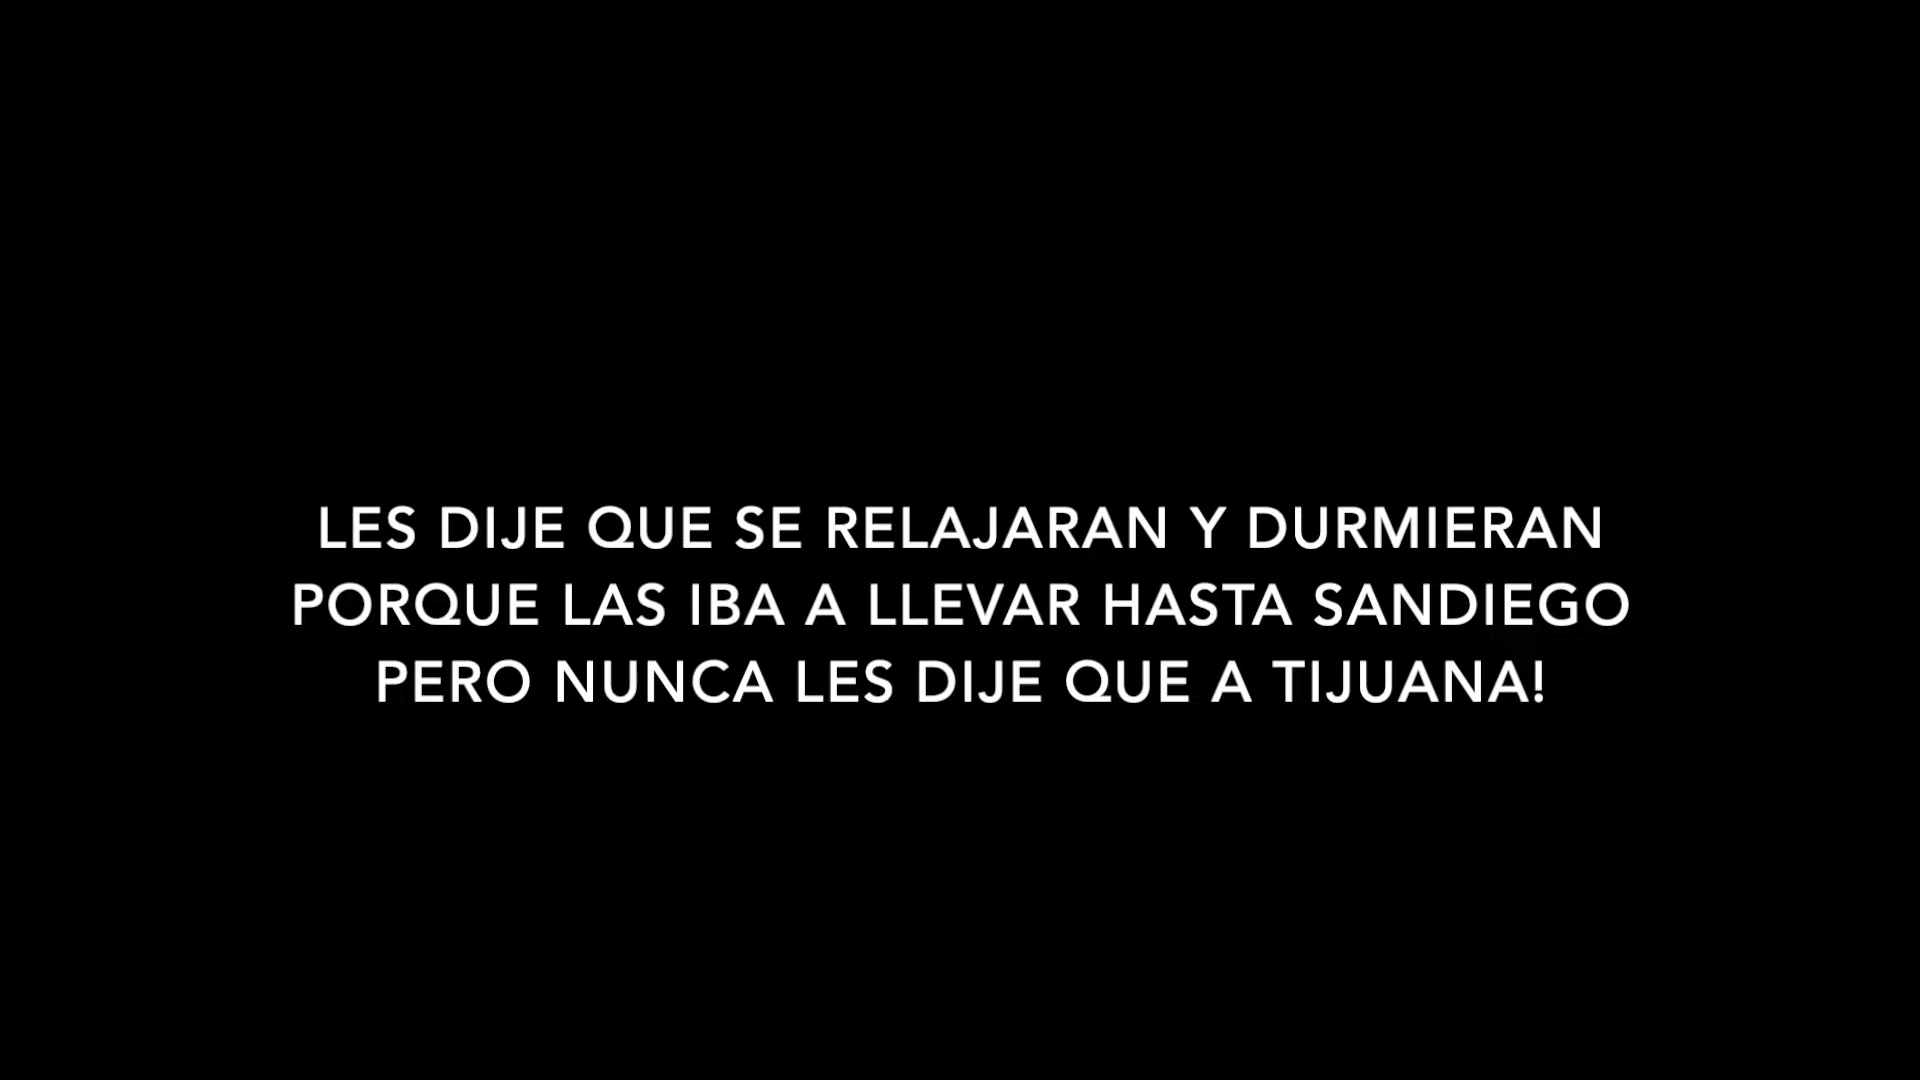 LES DIJE QUE SE RELAJARAN Y DURMIERAN
PORQUE LAS IBA A LLEVAR HASTA SANDIEGO
PERO NUNCA LES DIJE QUE A TIJUANA!